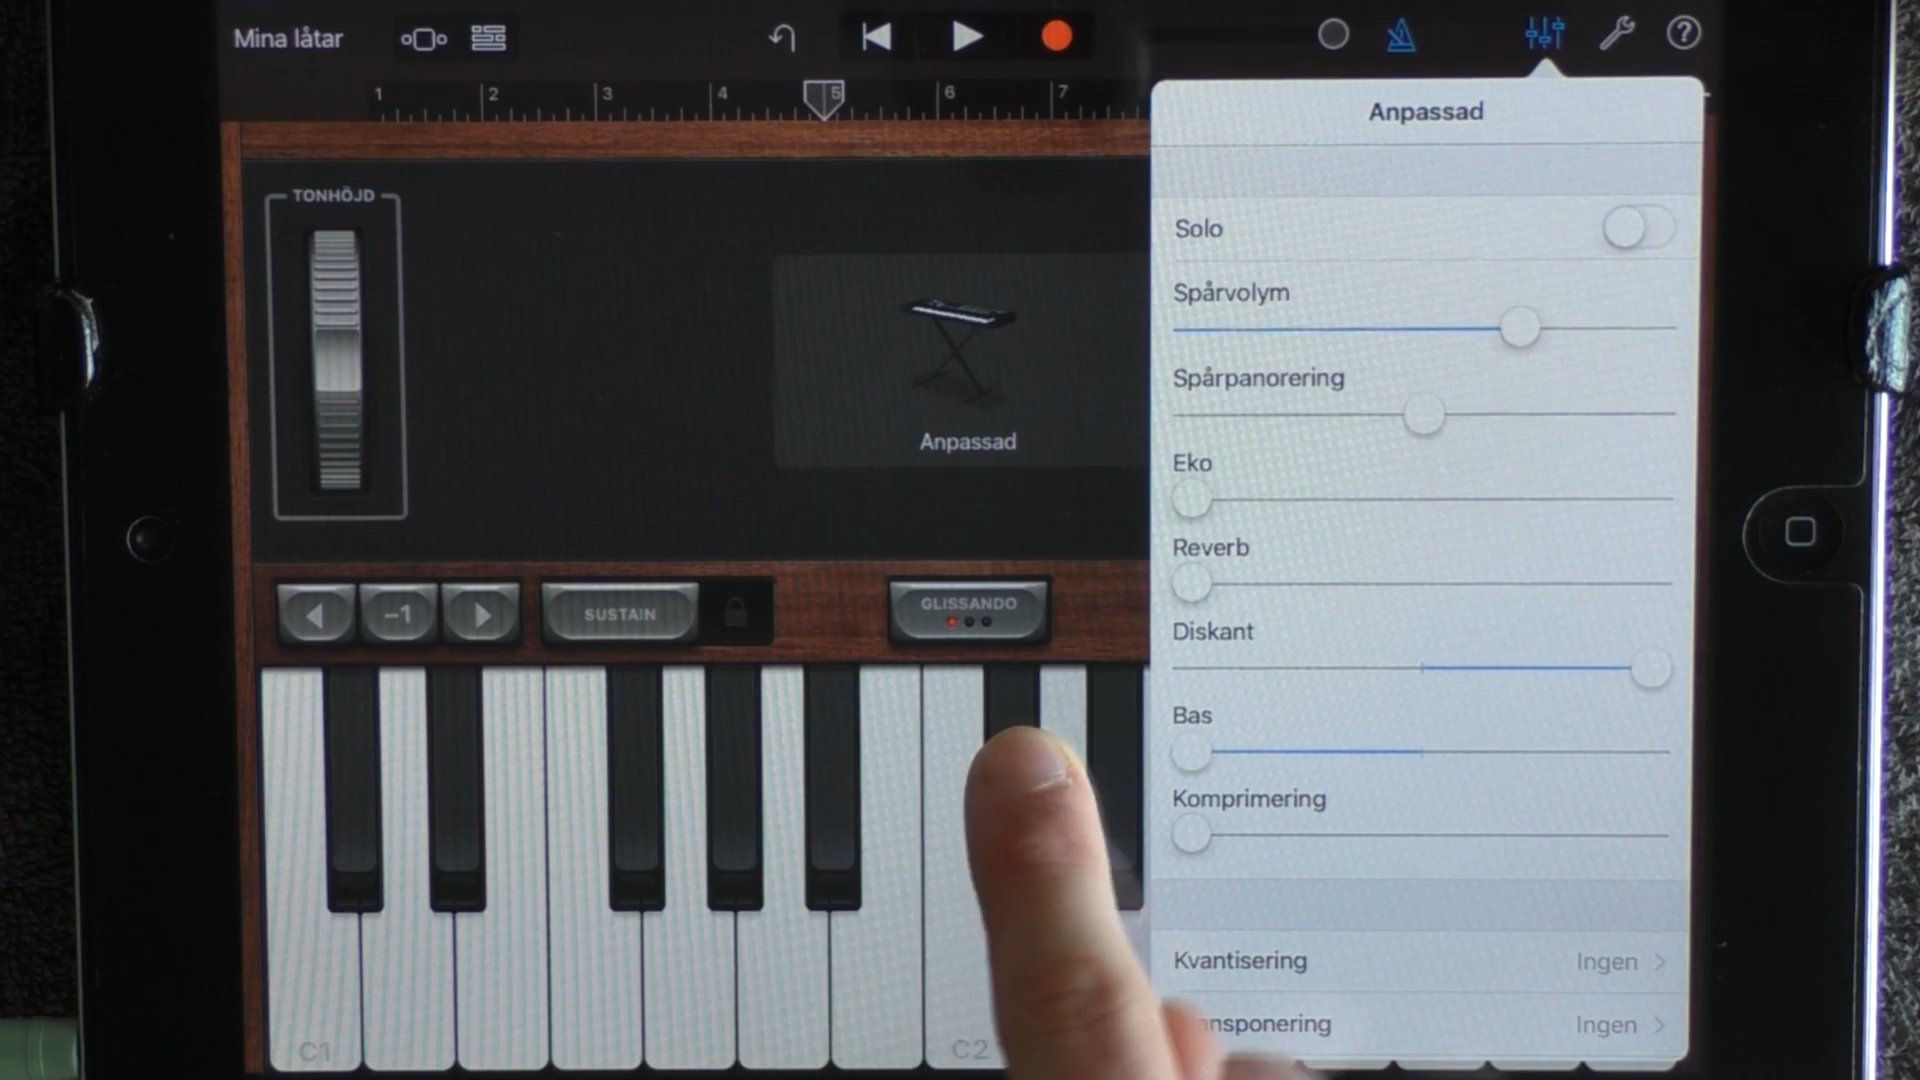 Mina låtar
1 2 3 4 5 6 7
Anpassad
TONHÖJD
Solo
Spårvolym
Spårpanorering
Anpassad
Eko
Reverb
−1
SUSTAIN
GLISSANDO
Diskant
Bas
Komprimering
Kvantisering Ingen
ansponering Ingen
C1 C2